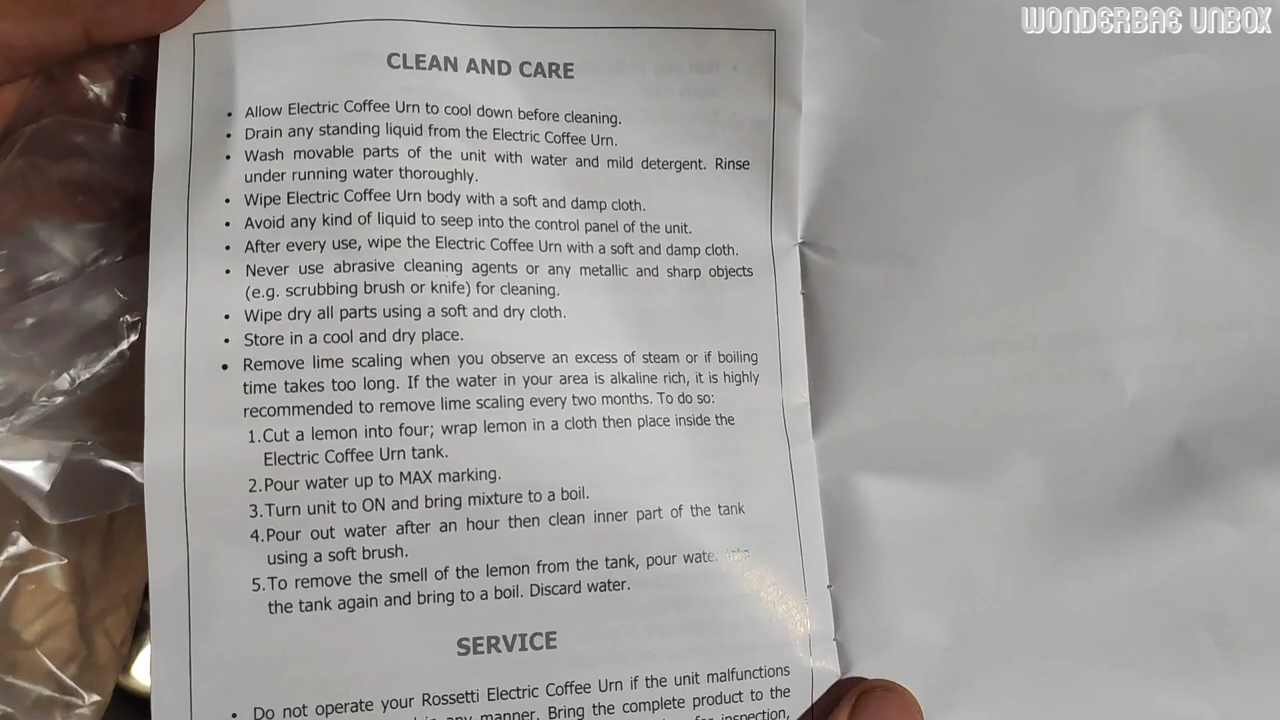 WONDERBAE UNBOX
CLEAN AND CARE
• Allow Electric Coffee Urn to cool down before cleaning.
• Drain any standing liquid from the Electric Coffee Urn.
• Wash movable parts of the unit with water and mild detergent. Rinse
under running water thoroughly.
• Wipe Electric Coffee Urn body with a soft and damp cloth.
• Avoid any kind of liquid to seep into the control panel of the unit.
• After every use, wipe the Electric Coffee Urn with a soft and damp cloth.
• Never use abrasive cleaning agents or any metallic and sharp objects
(e.g. scrubbing brush or knife) for cleaning.
• Wipe dry all parts using a soft and dry cloth.
• Store in a cool and dry place.
• Remove lime scaling when you observe an excess of steam or if boiling
time takes too long. If the water in your area is alkaline rich, it is highly
recommended to remove lime scaling every two months. To do so:
1.Cut a lemon into four; wrap lemon in a cloth then place inside the
Electric Coffee Urn tank.
2.Pour water up to MAX marking.
3.Turn unit to ON and bring mixture to a boil.
4.Pour out water after an hour then clean inner part of the tank
using a soft brush.
5.To remove the smell of the lemon from the tank, pour water into
the tank again and bring to a boil. Discard water.
SERVICE
• Do not operate your Rossetti Electric Coffee Urn if the unit malfunctions
in any manner. Bring the complete product to the
for inspection,